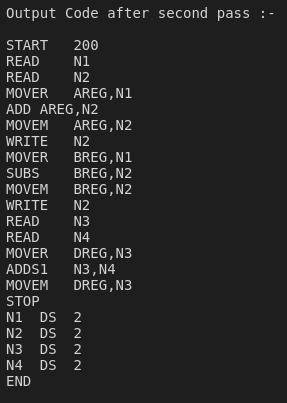 Output Code after second pass :-

START   200
READ    N1
READ    N2
MOVER   AREG,N1
ADD AREG,N2
MOVEM   AREG,N2
WRITE   N2
MOVER   BREG,N1
SUBS    BREG,N2
MOVEM   BREG,N2
WRITE   N2
READ    N3
READ    N4
MOVER   DREG,N3
ADDS1   N3,N4
MOVEM   DREG,N3
STOP
N1  DS  2
N2  DS  2
N3  DS  2
N4  DS  2
END